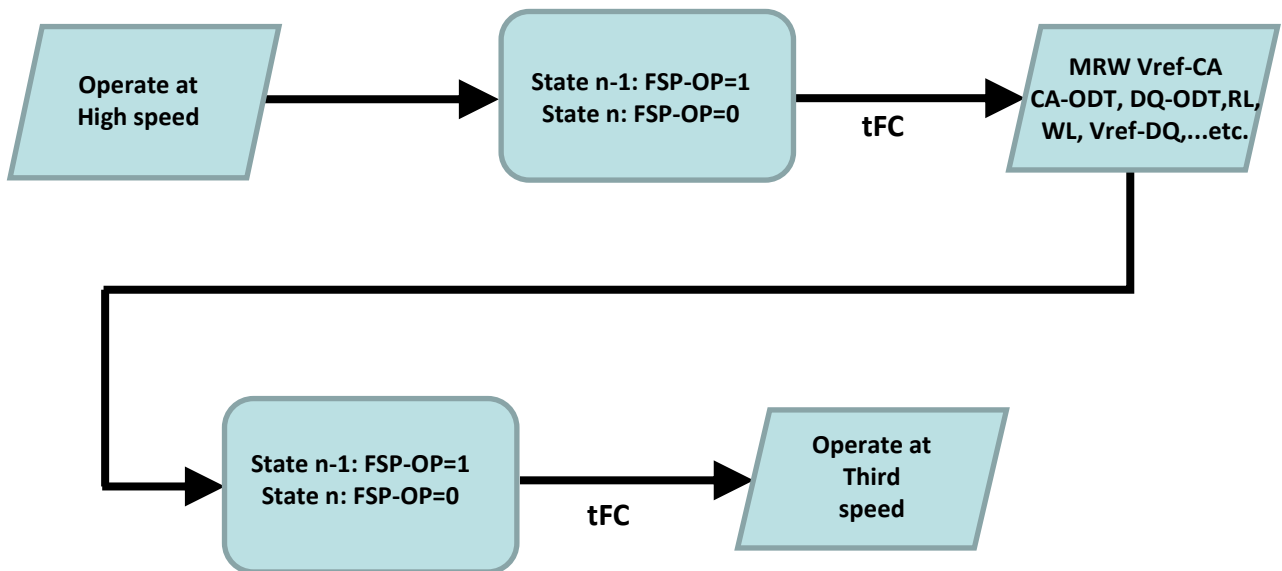 Operate at
High speed
State n-1: FSP-OP=1
State n: FSP-OP=0
tFC
MRW Vref-CA
CA-ODT, DQ-ODT,RL,
WL, Vref-DQ,...etc.
State n-1: FSP-OP=1
State n: FSP-OP=0
tFC
Operate at
Third
speed